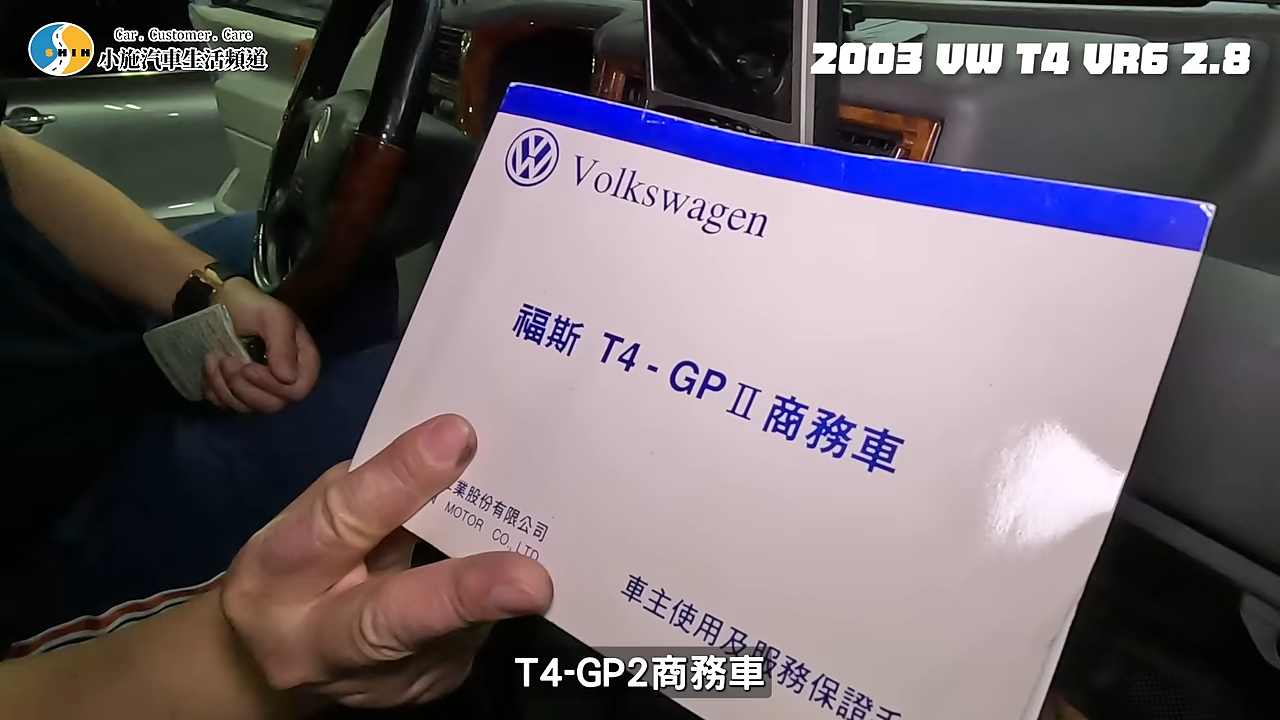 Car. Customer. Care
SHIH
小施汽車生活頻道
2003 VW T4 VR6 2.8
Volkswagen
福斯 T4-GPⅡ商務車
業股份有限公司
MOTOR CO., LTD
車主使用及服務保證
T4-GP2商務車